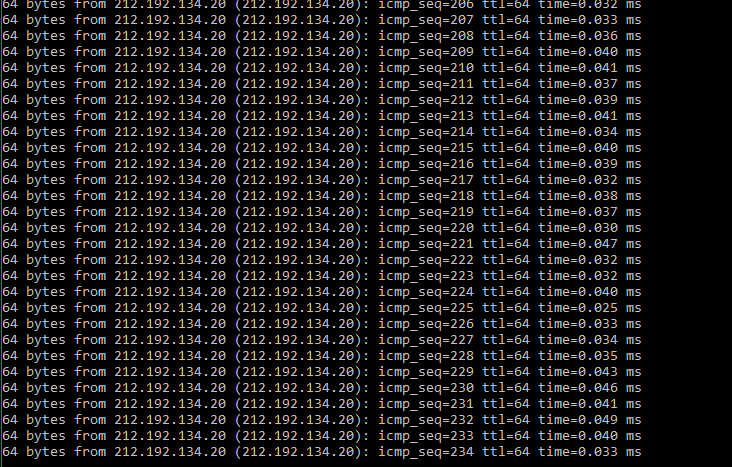 64 bytes from 212.192.134.20 (212.192.134.20): icmp_seq=206 ttl=64 time=0.032 ms
64 bytes from 212.192.134.20 (212.192.134.20): icmp_seq=207 ttl=64 time=0.033 ms
64 bytes from 212.192.134.20 (212.192.134.20): icmp_seq=208 ttl=64 time=0.036 ms
64 bytes from 212.192.134.20 (212.192.134.20): icmp_seq=209 ttl=64 time=0.040 ms
64 bytes from 212.192.134.20 (212.192.134.20): icmp_seq=210 ttl=64 time=0.041 ms
64 bytes from 212.192.134.20 (212.192.134.20): icmp_seq=211 ttl=64 time=0.037 ms
64 bytes from 212.192.134.20 (212.192.134.20): icmp_seq=212 ttl=64 time=0.039 ms
64 bytes from 212.192.134.20 (212.192.134.20): icmp_seq=213 ttl=64 time=0.041 ms
64 bytes from 212.192.134.20 (212.192.134.20): icmp_seq=214 ttl=64 time=0.034 ms
64 bytes from 212.192.134.20 (212.192.134.20): icmp_seq=215 ttl=64 time=0.040 ms
64 bytes from 212.192.134.20 (212.192.134.20): icmp_seq=216 ttl=64 time=0.039 ms
64 bytes from 212.192.134.20 (212.192.134.20): icmp_seq=217 ttl=64 time=0.032 ms
64 bytes from 212.192.134.20 (212.192.134.20): icmp_seq=218 ttl=64 time=0.038 ms
64 bytes from 212.192.134.20 (212.192.134.20): icmp_seq=219 ttl=64 time=0.037 ms
64 bytes from 212.192.134.20 (212.192.134.20): icmp_seq=220 ttl=64 time=0.030 ms
64 bytes from 212.192.134.20 (212.192.134.20): icmp_seq=221 ttl=64 time=0.047 ms
64 bytes from 212.192.134.20 (212.192.134.20): icmp_seq=222 ttl=64 time=0.032 ms
64 bytes from 212.192.134.20 (212.192.134.20): icmp_seq=223 ttl=64 time=0.032 ms
64 bytes from 212.192.134.20 (212.192.134.20): icmp_seq=224 ttl=64 time=0.040 ms
64 bytes from 212.192.134.20 (212.192.134.20): icmp_seq=225 ttl=64 time=0.025 ms
64 bytes from 212.192.134.20 (212.192.134.20): icmp_seq=226 ttl=64 time=0.033 ms
64 bytes from 212.192.134.20 (212.192.134.20): icmp_seq=227 ttl=64 time=0.034 ms
64 bytes from 212.192.134.20 (212.192.134.20): icmp_seq=228 ttl=64 time=0.035 ms
64 bytes from 212.192.134.20 (212.192.134.20): icmp_seq=229 ttl=64 time=0.043 ms
64 bytes from 212.192.134.20 (212.192.134.20): icmp_seq=230 ttl=64 time=0.046 ms
64 bytes from 212.192.134.20 (212.192.134.20): icmp_seq=231 ttl=64 time=0.041 ms
64 bytes from 212.192.134.20 (212.192.134.20): icmp_seq=232 ttl=64 time=0.049 ms
64 bytes from 212.192.134.20 (212.192.134.20): icmp_seq=233 ttl=64 time=0.040 ms
64 bytes from 212.192.134.20 (212.192.134.20): icmp_seq=234 ttl=64 time=0.033 ms